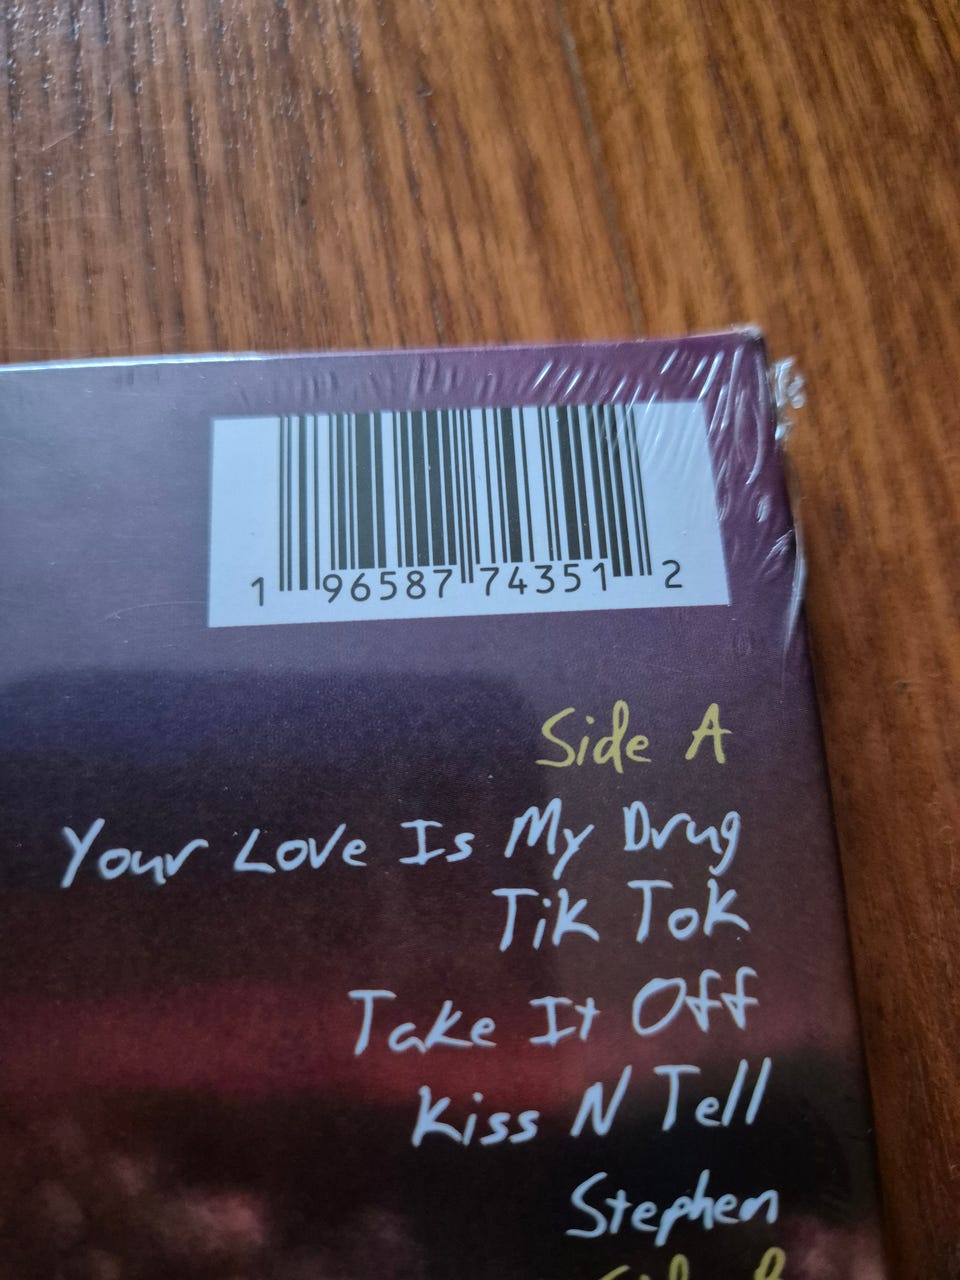 1 96587 74351 2
Side A
Your Love Is My Drug
Tik Tok
Take It Off
Kiss N Tell
Stephen